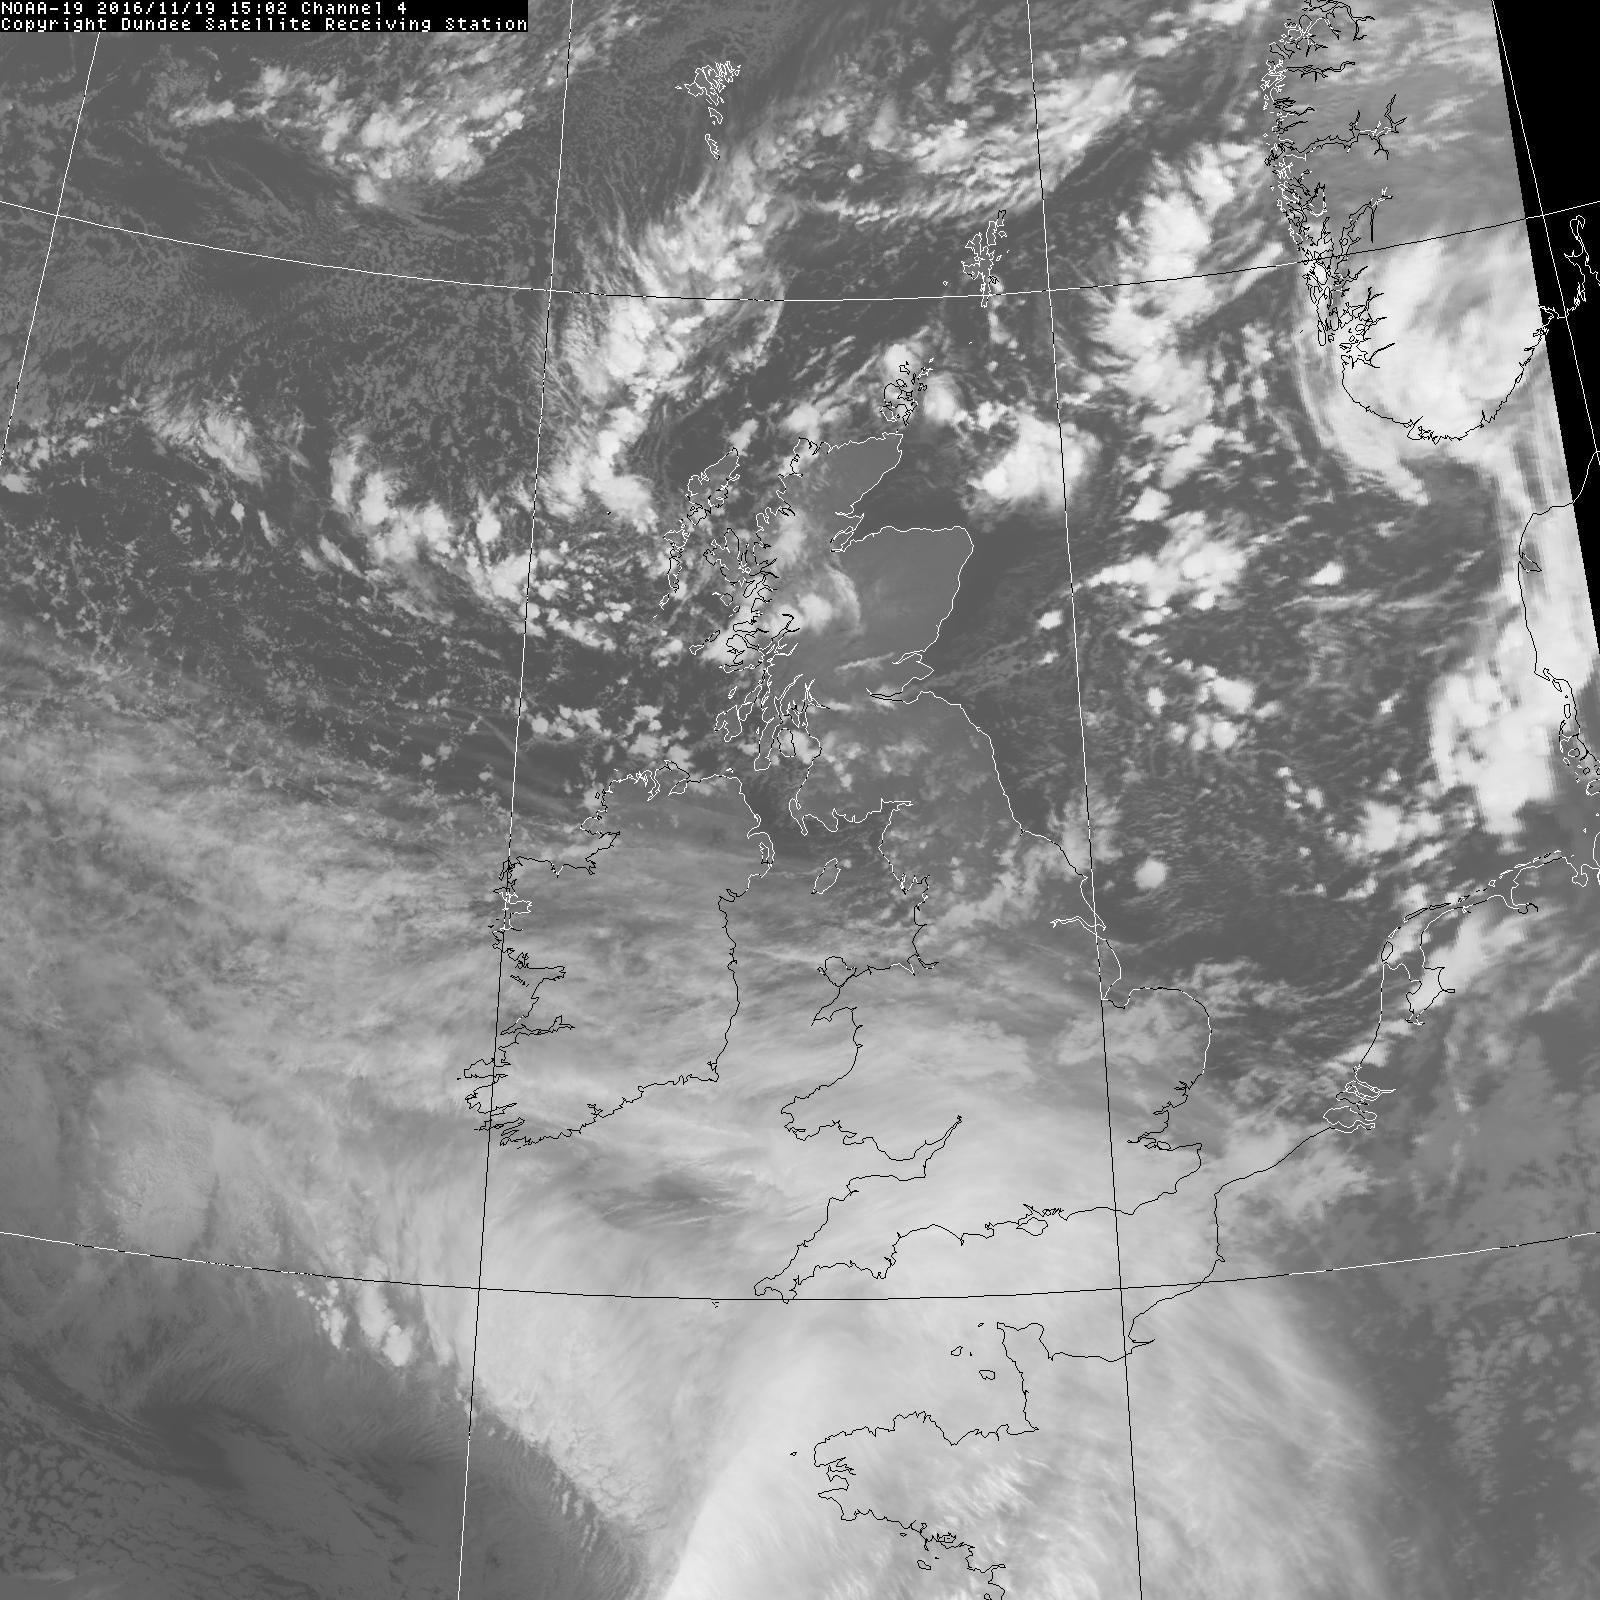 NOAA-19 2016/11/19 15:02 Channel 4
Copyright Dundee Satellite Receiving Station